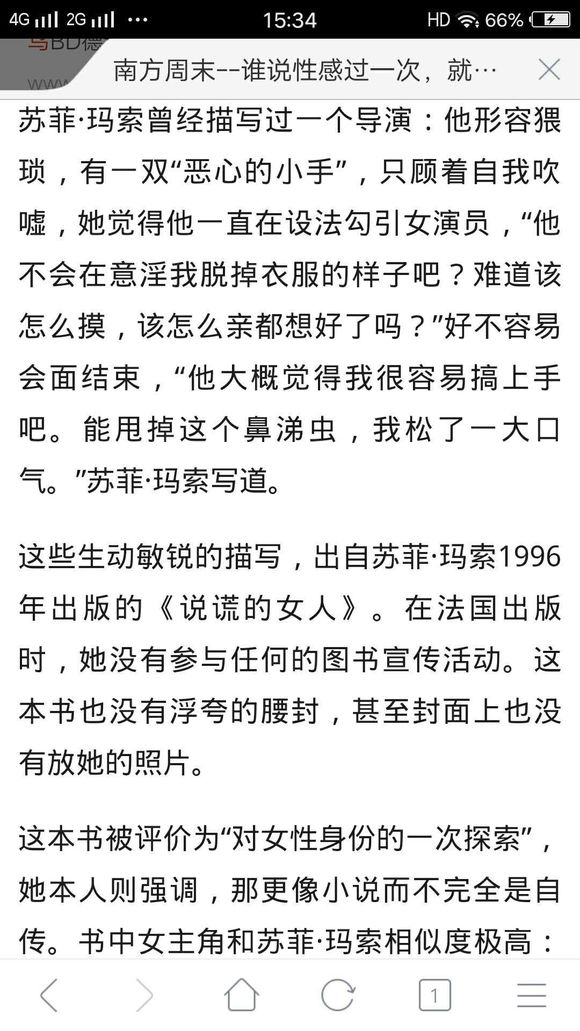 4G 2G ••• 15:34 HD 66%
南方周末--谁说性感过一次，就…
www
苏菲·玛索曾经描写过一个导演：他形容猥
琐，有一双“恶心的小手”，只顾着自我吹
嘘，她觉得他一直在设法勾引女演员，“他
不会在意淫我脱掉衣服的样子吧？难道该
怎么摸，该怎么亲都想好了吗？”好不容易
会面结束，“他大概觉得我很容易搞上手
吧。能甩掉这个鼻涕虫，我松了一大口
气。”苏菲·玛索写道。
这些生动敏锐的描写，出自苏菲·玛索1996
年出版的《说谎的女人》。在法国出版
时，她没有参与任何的图书宣传活动。这
本书也没有浮夸的腰封，甚至封面上也没
有放她的照片。
这本书被评价为“对女性身份的一次探索”，
她本人则强调，那更像小说而不完全是自
传。书中女主角和苏菲·玛索相似度极高：
1